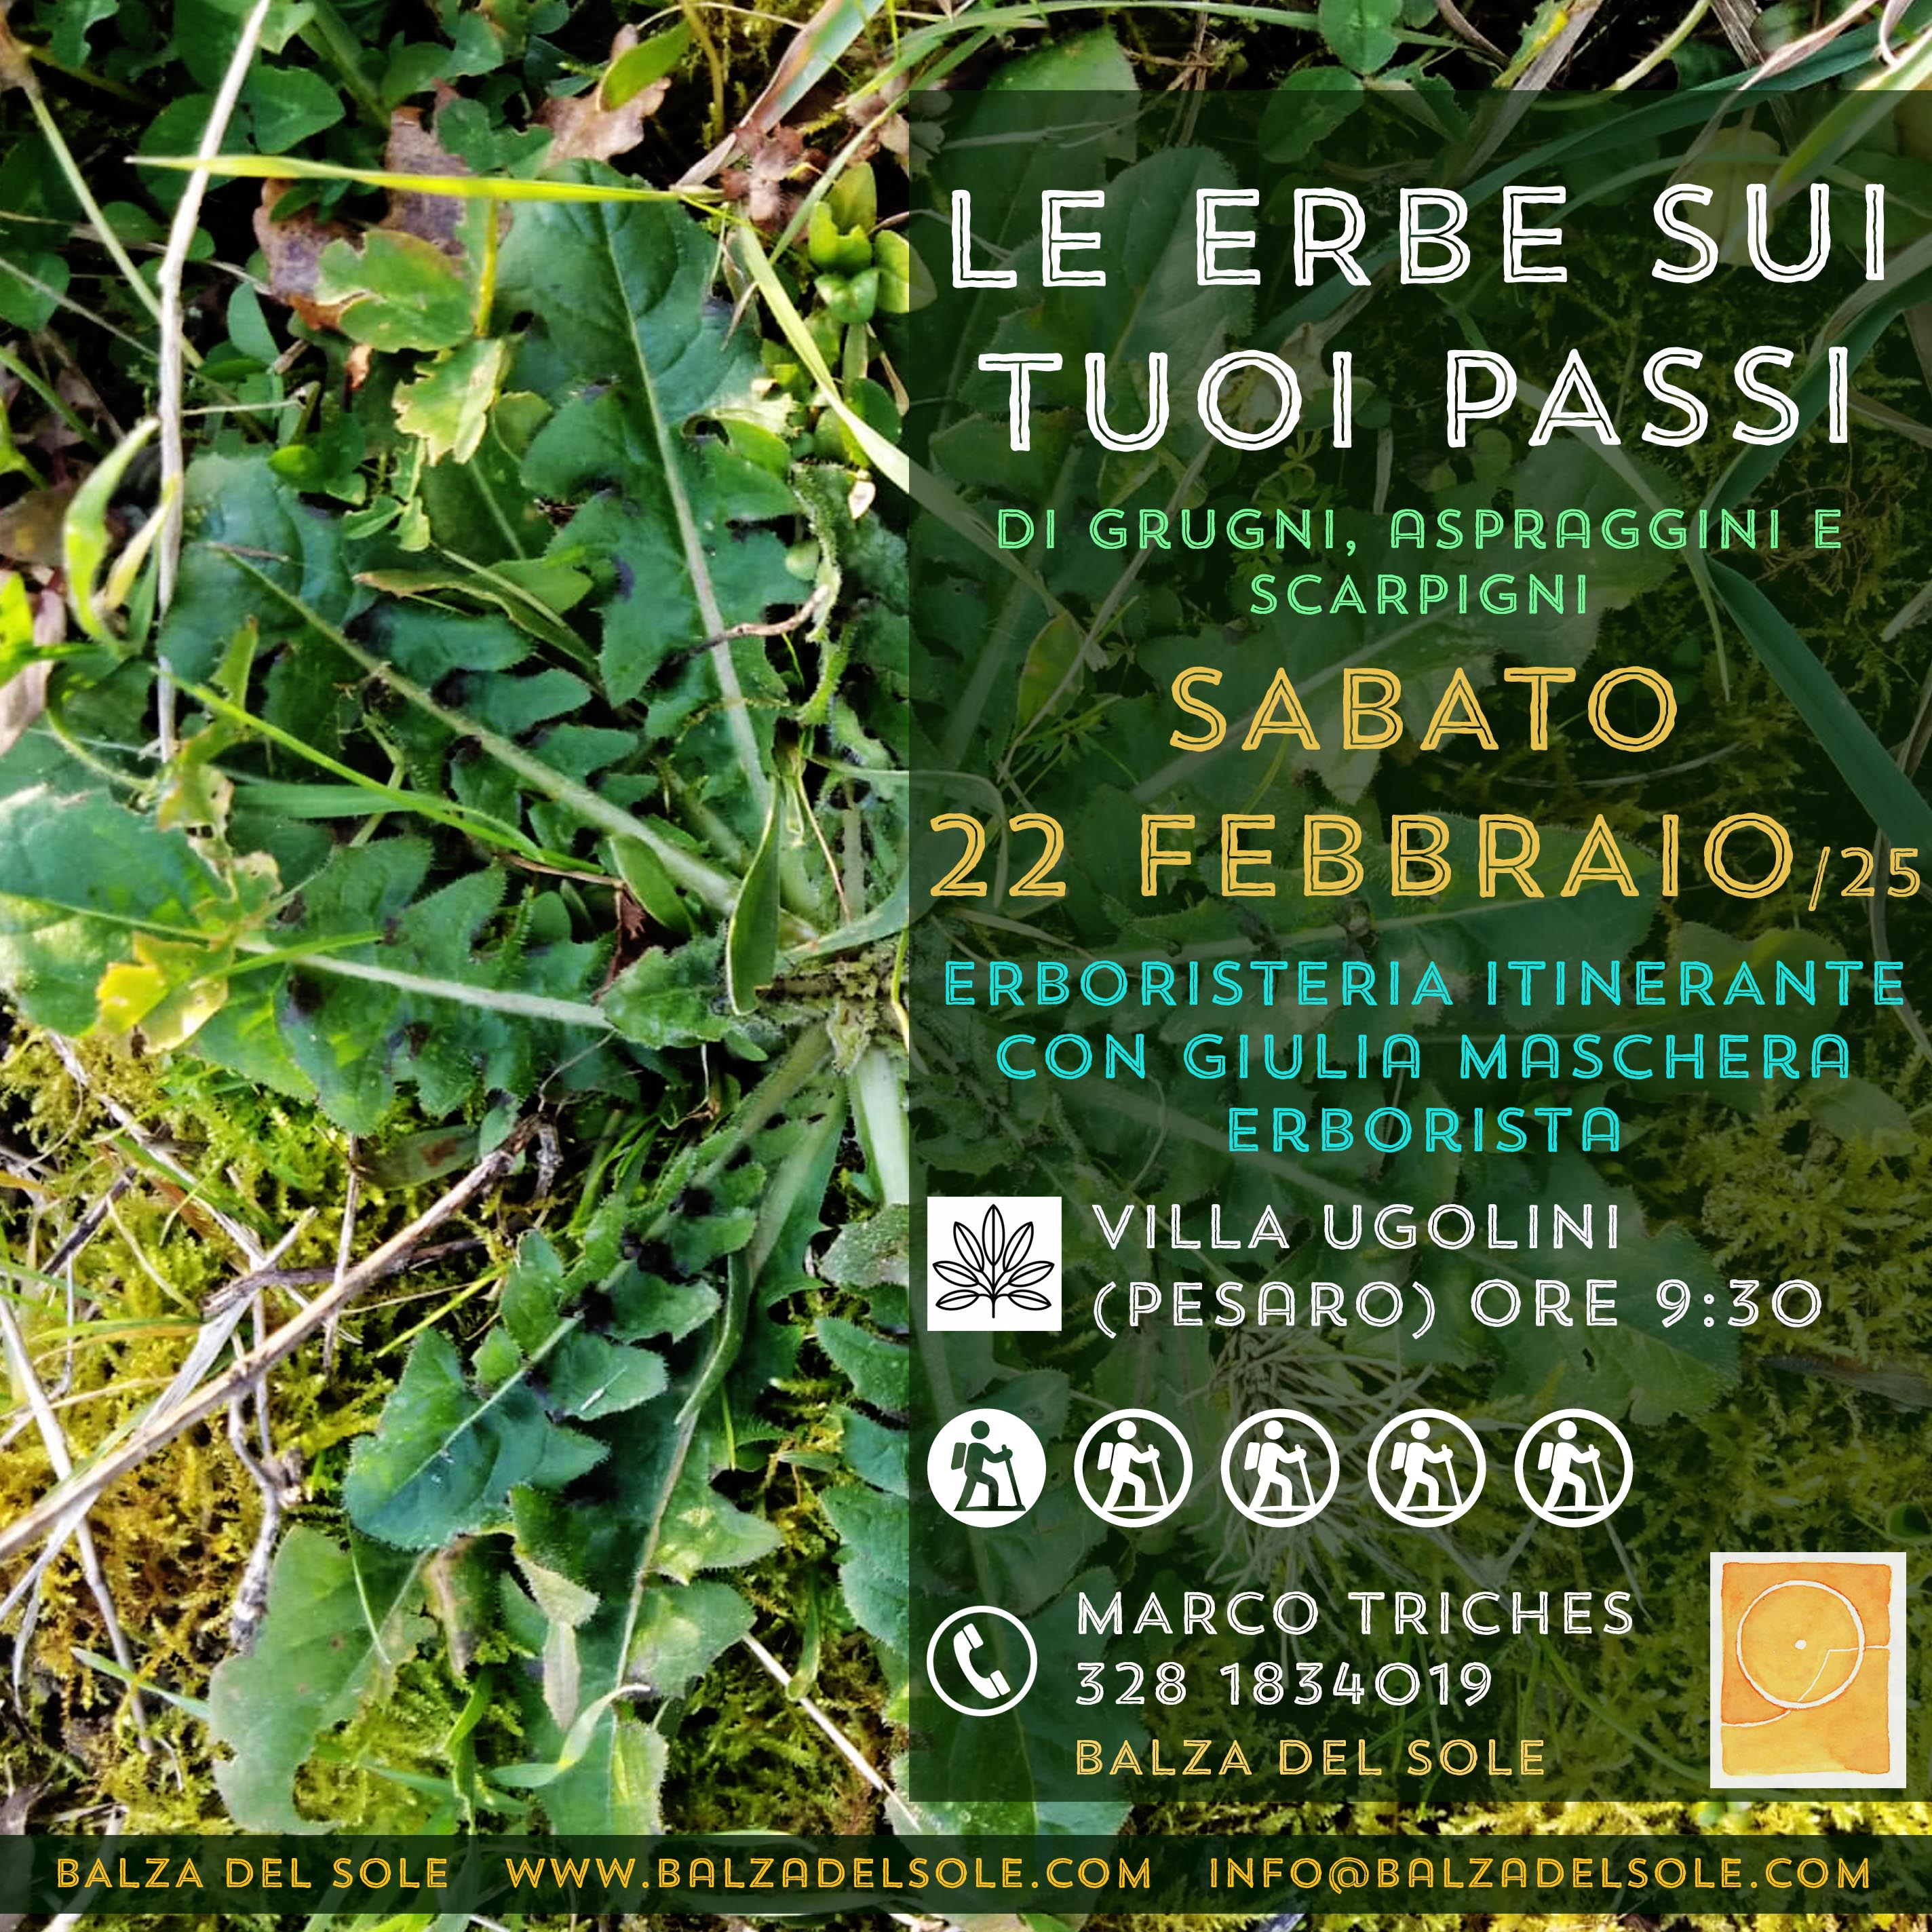 LE ERBE SUI
TUOI PASSI
DI GRUGNI, ASPRAGGINI E
SCARPIGNI
SABATO
22 FEBBRAIO/25
ERBORISTERIA ITINERANTE
CON GIULIA MASCHERA
ERBORISTA
VILLA UGOLINI
(PESARO) ORE 9:30
MARCO TRICHES
328 1834019
BALZA DEL SOLE
BALZA DEL SOLE WWW.BALZADELSOLE.COM INFO@BALZADELSOLE.COM